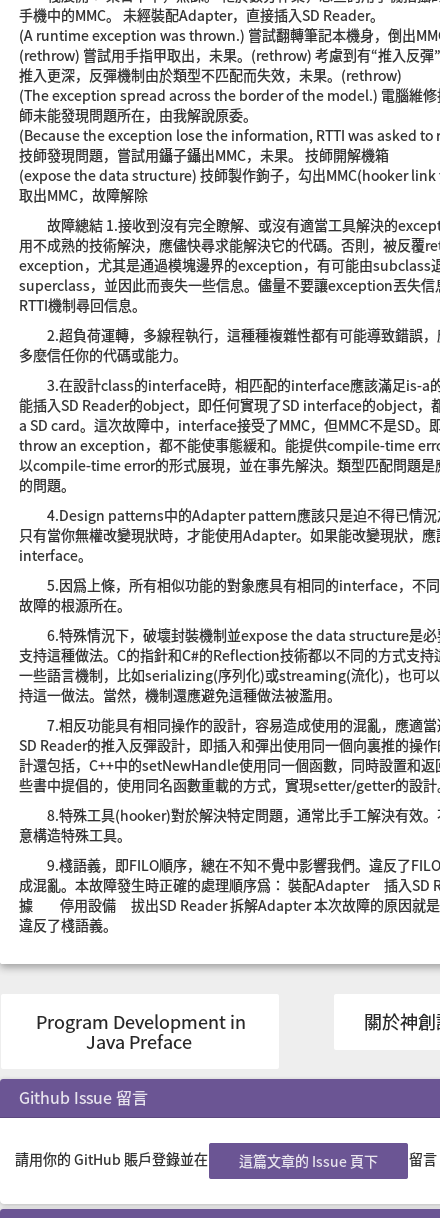 手機中的MMC。 未經裝配Adapter，直接插入SD Reader。
(A runtime exception was thrown.) 嘗試翻轉筆記本機身，倒出MM
(rethrow) 嘗試用手指甲取出，未果。(rethrow) 考慮到有“推入反彈”
推入更深，反彈機制由於類型不匹配而失效，未果。(rethrow)
(The exception spread across the border of the model.) 電腦維修
師未能發現問題所在，由我解說原委。
(Because the exception lose the information, RTTI was asked to r
技師發現問題，嘗試用鑷子鑷出MMC，未果。 技師開解機箱
(expose the data structure) 技師製作鉤子，勾出MMC(hooker link
取出MMC，故障解除
故障總結 1.接收到沒有完全瞭解、或沒有適當工具解決的except
用不成熟的技術解決，應儘快尋求能解決它的代碼。否則，被反覆ret
exception，尤其是通過模塊邊界的exception，有可能由subclass退
superclass，並因此而喪失一些信息。儘量不要讓exception丟失信息
RTTI機制尋回信息。
2.超負荷運轉，多線程執行，這種種複雜性都有可能導致錯誤，
多麼信任你的代碼或能力。
3.在設計class的interface時，相匹配的interface應該滿足is-a的
能插入SD Reader的object，即任何實現了SD interface的object，都
a SD card。這次故障中，interface接受了MMC，但MMC不是SD。即
throw an exception，都不能使事態緩和。能提供compile-time erro
以compile-time error的形式展現，並在事先解決。類型匹配問題是應
的問題。
4.Design patterns中的Adapter pattern應該只是迫不得已情況
只有當你無權改變現狀時，才能使用Adapter。如果能改變現狀，應
interface。
5.因爲上條，所有相似功能的對象應具有相同的interface，不同
故障的根源所在。
6.特殊情況下，破壞封裝機制並expose the data structure是必
支持這種做法。C的指針和C#的Reflection技術都以不同的方式支持這
一些語言機制，比如serializing(序列化)或streaming(流化)，也可以
持這一做法。當然，機制還應避免這種做法被濫用。
7.相反功能具有相同操作的設計，容易造成使用的混亂，應適當
SD Reader的推入反彈設計，即插入和彈出使用同一個向裏推的操作
計還包括，C++中的setNewHandle使用同一個函數，同時設置和返
些書中提倡的，使用同名函數重載的方式，實現setter/getter的設計。
8.特殊工具(hooker)對於解決特定問題，通常比手工解決有效。
意構造特殊工具。
9.棧語義，即FILO順序，總在不知不覺中影響我們。違反了FILO
成混亂。本故障發生時正確的處理順序爲： 裝配Adapter 插入SD R
據 停用設備 拔出SD Reader 拆解Adapter 本次故障的原因就是
違反了棧語義。
Program Development in
Java Preface
關於神創
Github Issue 留言
請用你的 GitHub 賬戶登錄並在 這篇文章的 Issue 頁下 留言